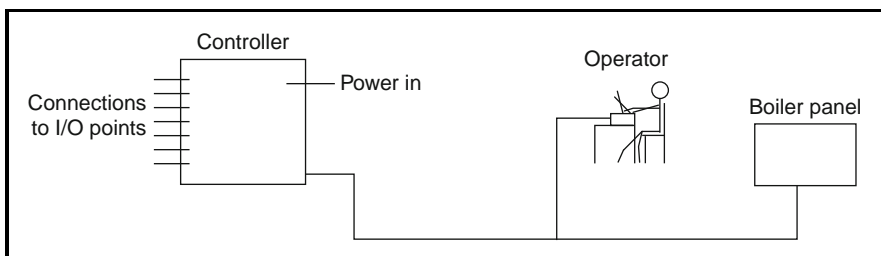 Controller
Power in
Connections
to I/O points
Operator
Boiler panel